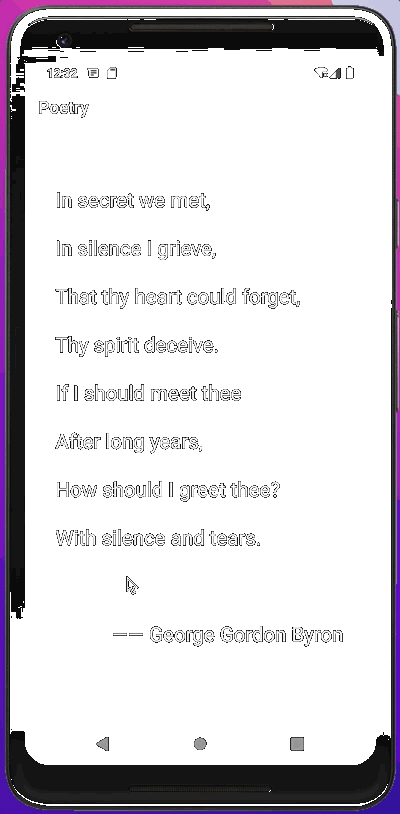 12:32
Poetry
In secret we met,
In silence I grieve,
That thy heart could forget,
Thy spirit deceive.
If I should meet thee
After long years,
How should I greet thee?
With silence and tears.
—— George Gordon Byron